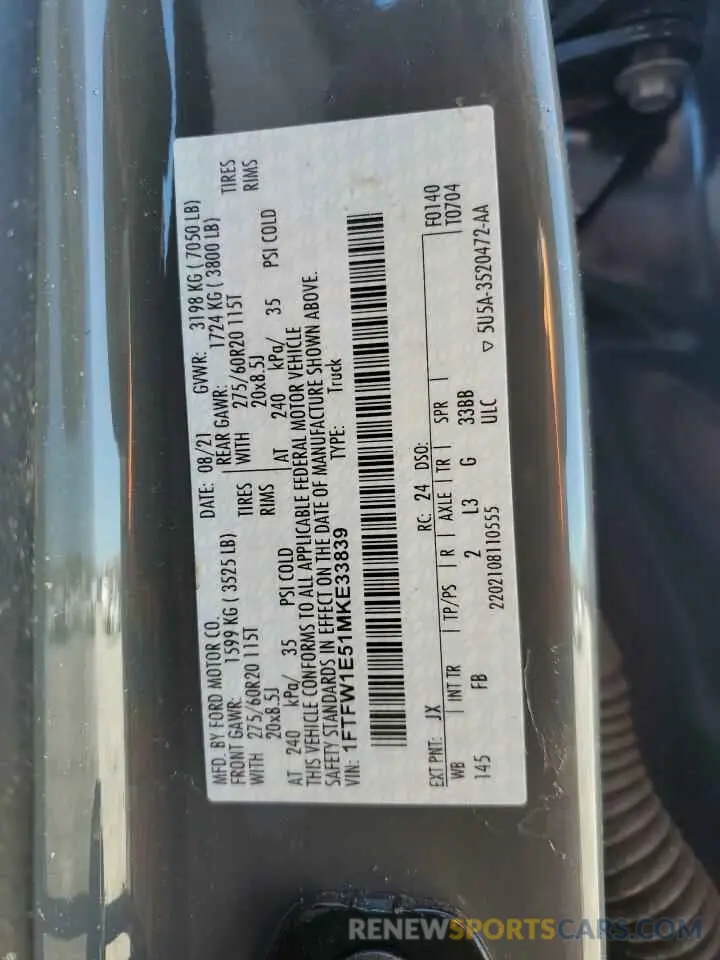 MFD. BY FORD MOTOR CO.
DATE: 08/21 GVWR: 3198 KG ( 7050 LB)
FRONT GAWR: 1599 KG ( 3525 LB) REAR GAWR: 1724 KG ( 3800 LB)
WITH 275/60R20 115T TIRES WITH 275/60R20 115T TIRES
20x8.5J RIMS 20x8.5J RIMS
AT 240 kPa/ 35 PSI COLD AT 240 kPa/ 35 PSI COLD
THIS VEHICLE CONFORMS TO ALL APPLICABLE FEDERAL MOTOR VEHICLE
SAFETY STANDARDS IN EFFECT ON THE DATE OF MANUFACTURE SHOWN ABOVE.
VIN: 1FTFW1E51MKE33839 TYPE: Truck
F0140
EXT PNT: JX RC: 24 DSO: T0704
WB INT TR TP/PS R AXLE TR SPR
145 FB 2 L3 G 33BB
2202108110555 ULC ▽ 5U5A-3520472-AA
RENEWSPORTSCARS.COM